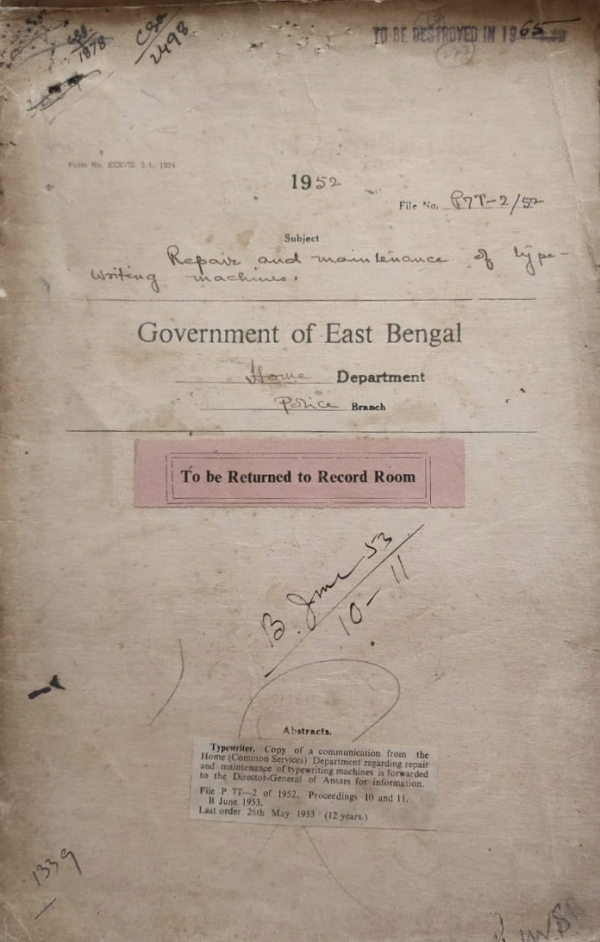 1878
CSA
2498
TO BE DESTROYED IN 1965
Form No. XXXVIII S.L. 1934
1952
File No. P7T-2/52
Subject
Repair and maintenance of type-
writing machines.
Government of East Bengal
Home Department
Police Branch
To be Returned to Record Room
B. June 53
10-11
Abstracts.
Typewriter. Copy of a communication from the
Home (Common Services) Department regarding repair
and maintenance of typewriting machines is forwarded
to the Director-General of Ansars for information.
File P. 7T—2 of 1952. Proceedings 10 and 11.
B June 1953.
Last order 26th May 1953 (12 years.)
1339